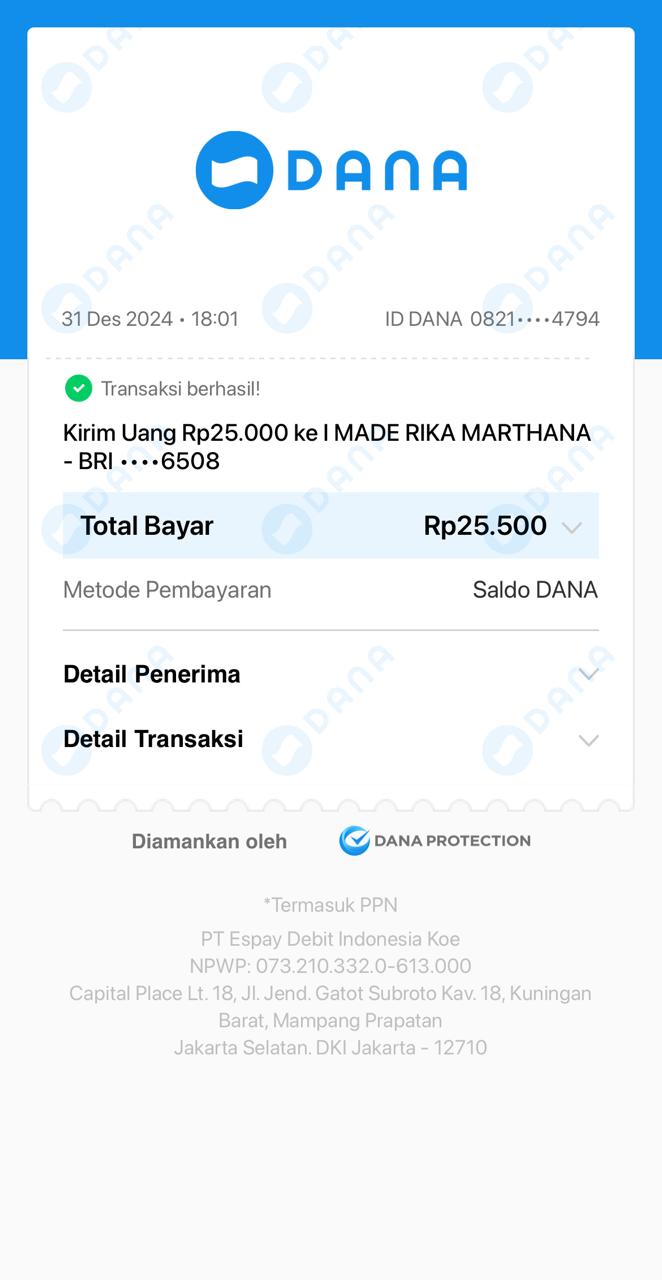 DANA
31 Des 2024 • 18:01 ID DANA 0821••••4794
Transaksi berhasil!
Kirim Uang Rp25.000 ke I MADE RIKA MARTHANA
- BRI ••••6508
Total Bayar Rp25.500
Metode Pembayaran Saldo DANA
Detail Penerima
Detail Transaksi
Diamankan oleh DANA PROTECTION
*Termasuk PPN
PT Espay Debit Indonesia Koe
NPWP: 073.210.332.0-613.000
Capital Place Lt. 18, Jl. Jend. Gatot Subroto Kav. 18, Kuningan
Barat, Mampang Prapatan
Jakarta Selatan. DKI Jakarta - 12710